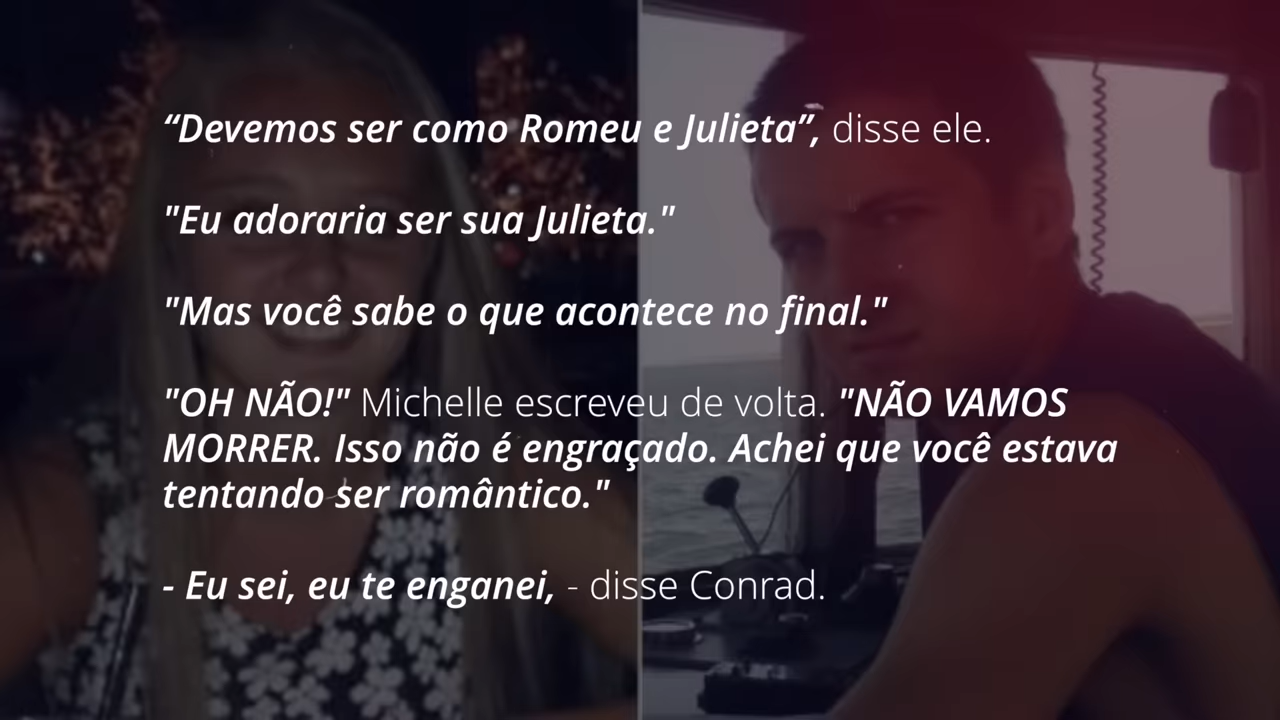 “Devemos ser como Romeu e Julieta”, disse ele.
"Eu adoraria ser sua Julieta."
"Mas você sabe o que acontece no final."
"OH NÃO!" Michelle escreveu de volta. "NÃO VAMOS
MORRER. Isso não é engraçado. Achei que você estava
tentando ser romântico."
- Eu sei, eu te enganei, - disse Conrad.